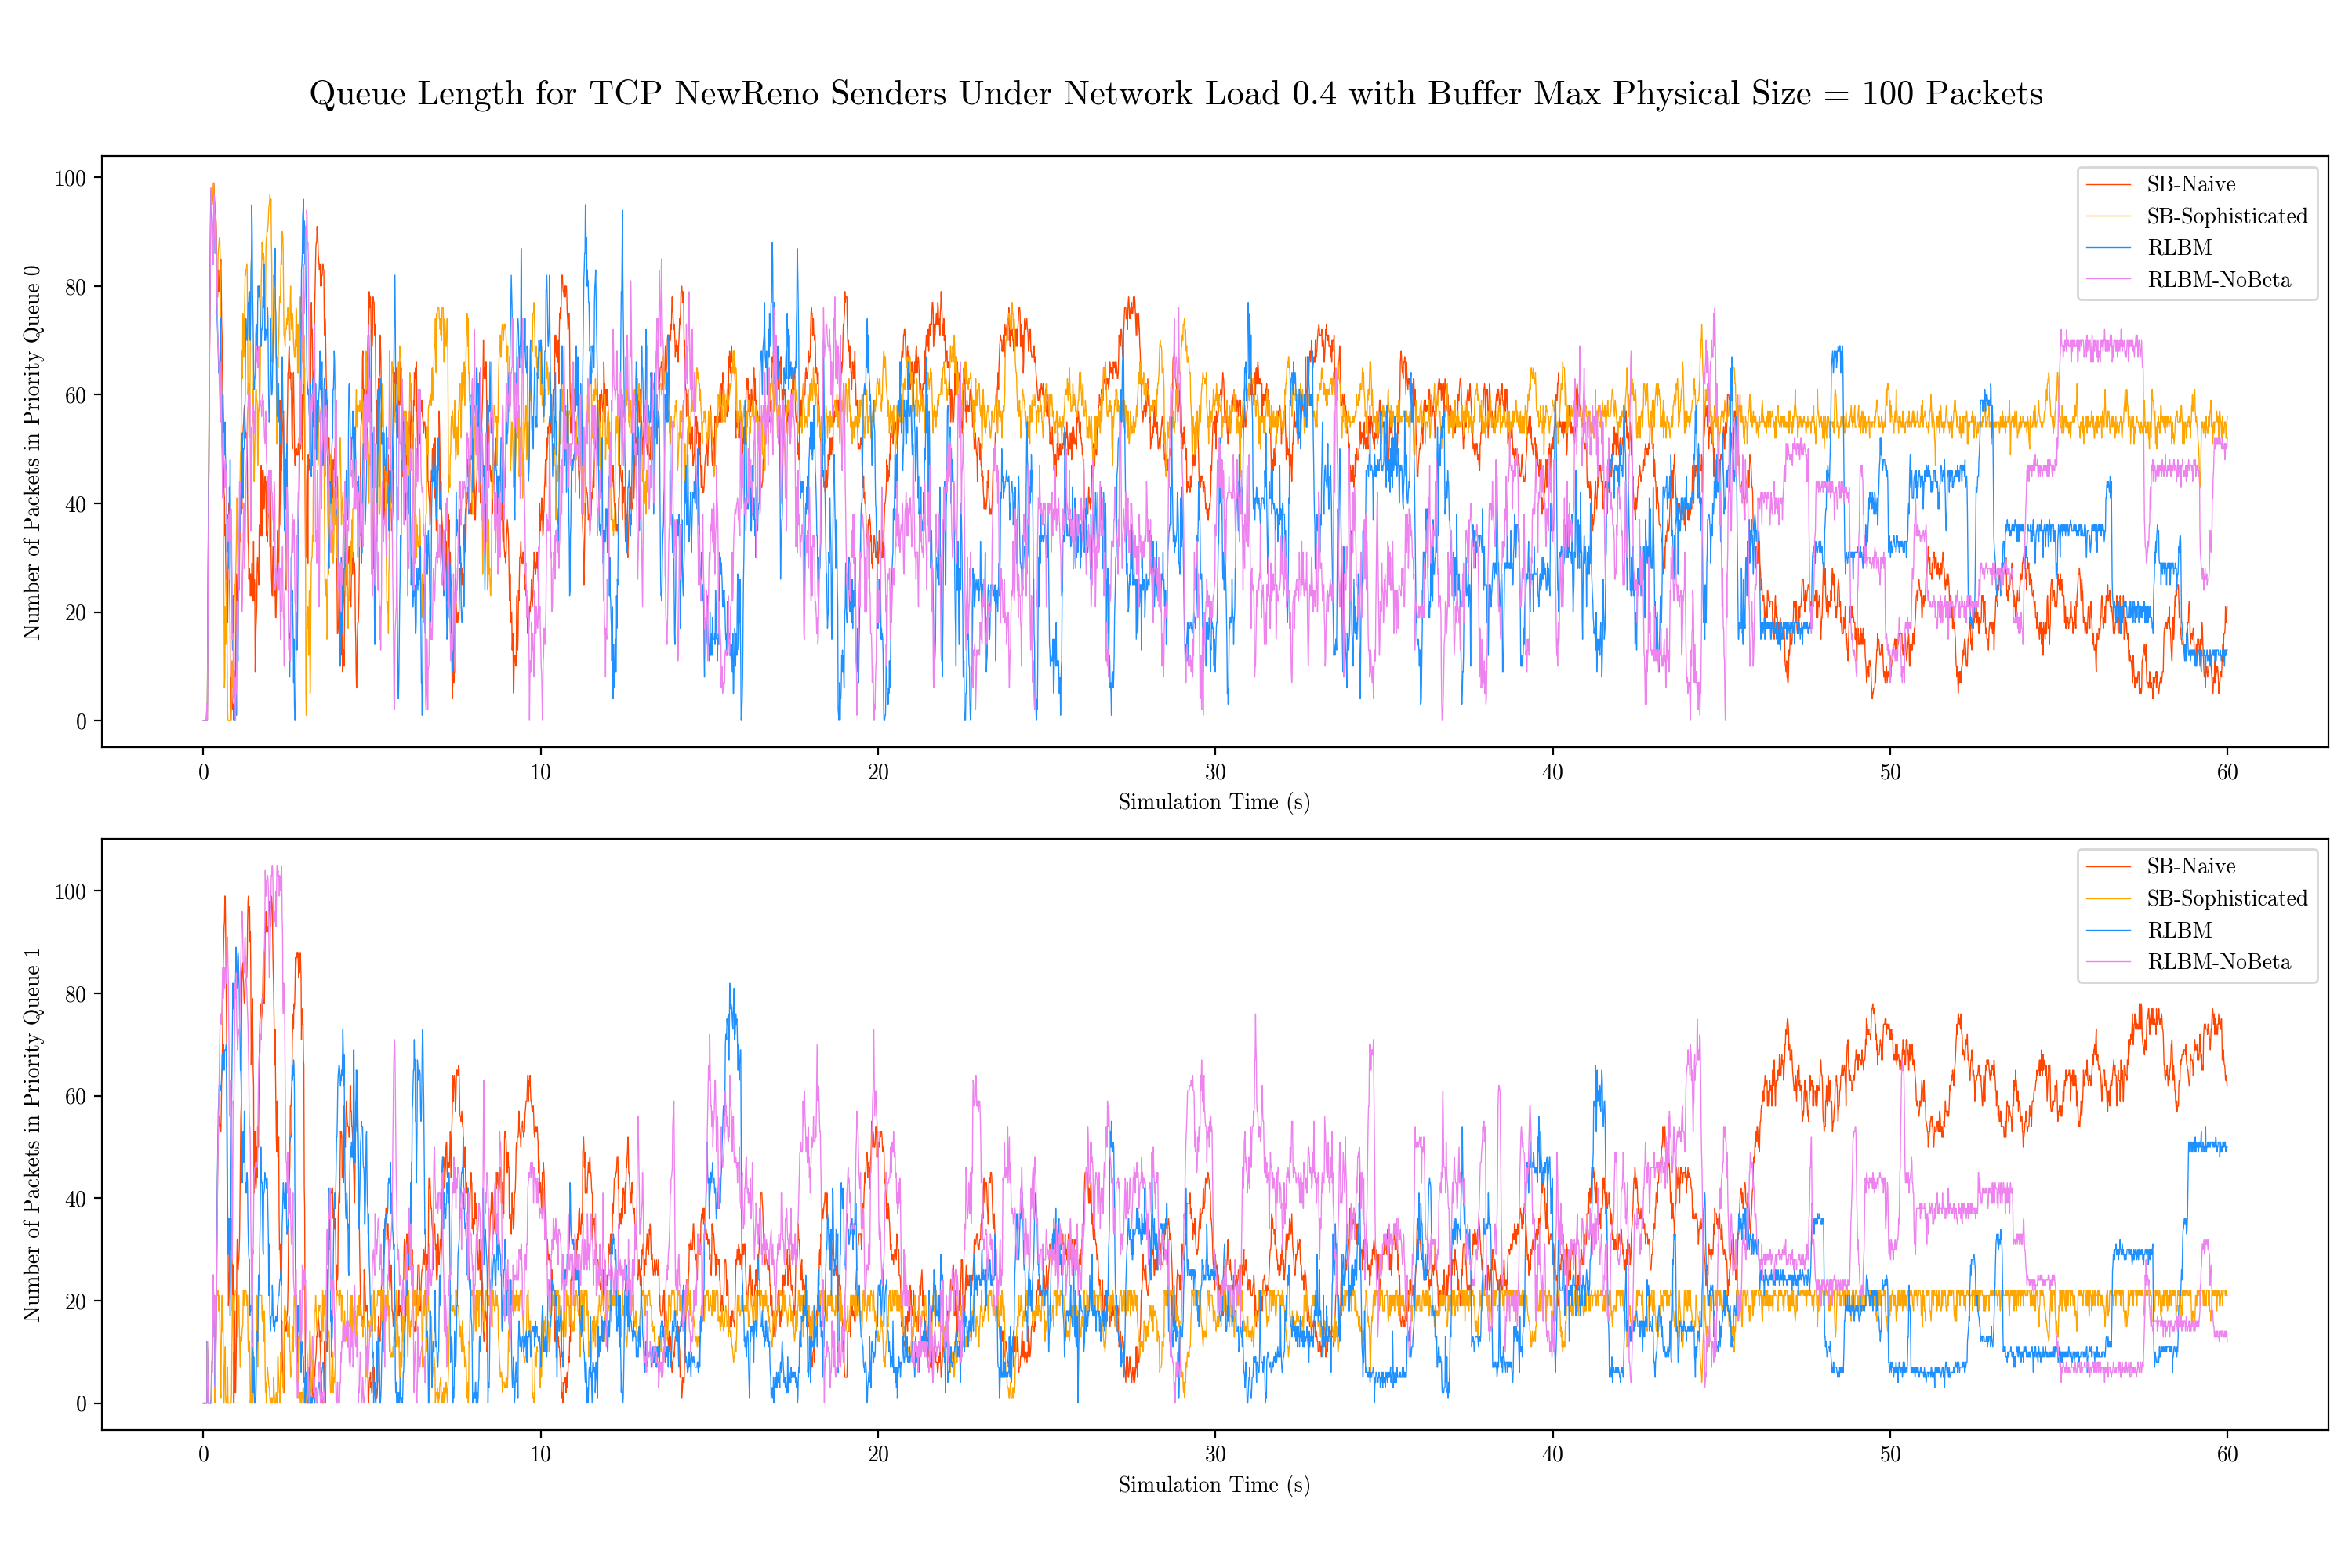 Queue Length for TCP NewReno Senders Under Network Load 0.4 with Buffer Max Physical Size = 100 Packets
Number of Packets in Priority Queue 0
100
80
60
40
20
0
SB-Naive
SB-Sophisticated
RLBM
RLBM-NoBeta
0 10 20 30 40 50 60
Simulation Time (s)
Number of Packets in Priority Queue 1
100
80
60
40
20
0
SB-Naive
SB-Sophisticated
RLBM
RLBM-NoBeta
0 10 20 30 40 50 60
Simulation Time (s)